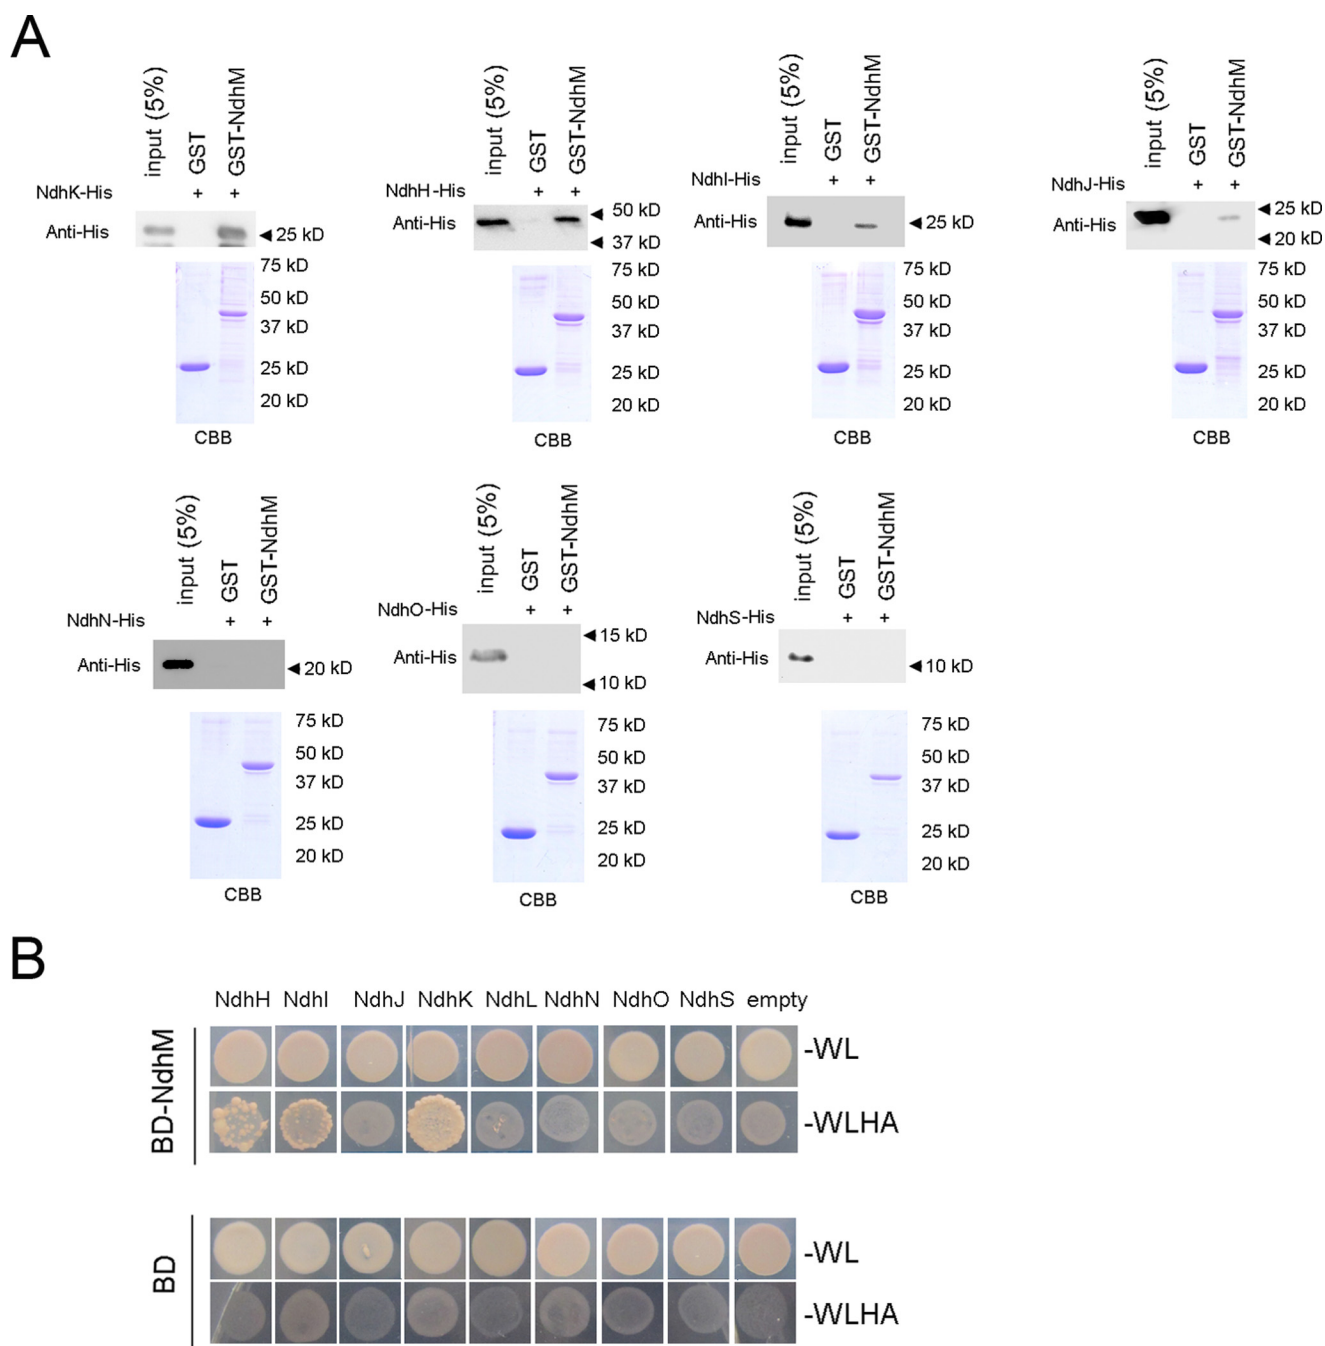 A
input (5%) GST GST-NdhM
NdhK-His + +
Anti-His 25 kD
75 kD
50 kD
37 kD
25 kD
20 kD
CBB
input (5%) GST GST-NdhM
NdhH-His + +
Anti-His 50 kD
37 kD
75 kD
50 kD
37 kD
25 kD
20 kD
CBB
input (5%) GST GST-NdhM
NdhI-His + +
Anti-His 25 kD
75 kD
50 kD
37 kD
25 kD
20 kD
CBB
input (5%) GST GST-NdhM
NdhJ-His + +
Anti-His 25 kD
20 kD
75 kD
50 kD
37 kD
25 kD
20 kD
CBB
input (5%) GST GST-NdhM
NdhN-His + +
Anti-His 20 kD
75 kD
50 kD
37 kD
25 kD
20 kD
CBB
input (5%) GST GST-NdhM
NdhO-His + +
Anti-His 15 kD
10 kD
75 kD
50 kD
37 kD
25 kD
20 kD
CBB
input (5%) GST GST-NdhM
NdhS-His + +
Anti-His 10 kD
75 kD
50 kD
37 kD
25 kD
20 kD
CBB
B
NdhH NdhI NdhJ NdhK NdhL NdhN NdhO NdhS empty
BD-NdhM
-WL
-WLHA
BD
-WL
-WLHA